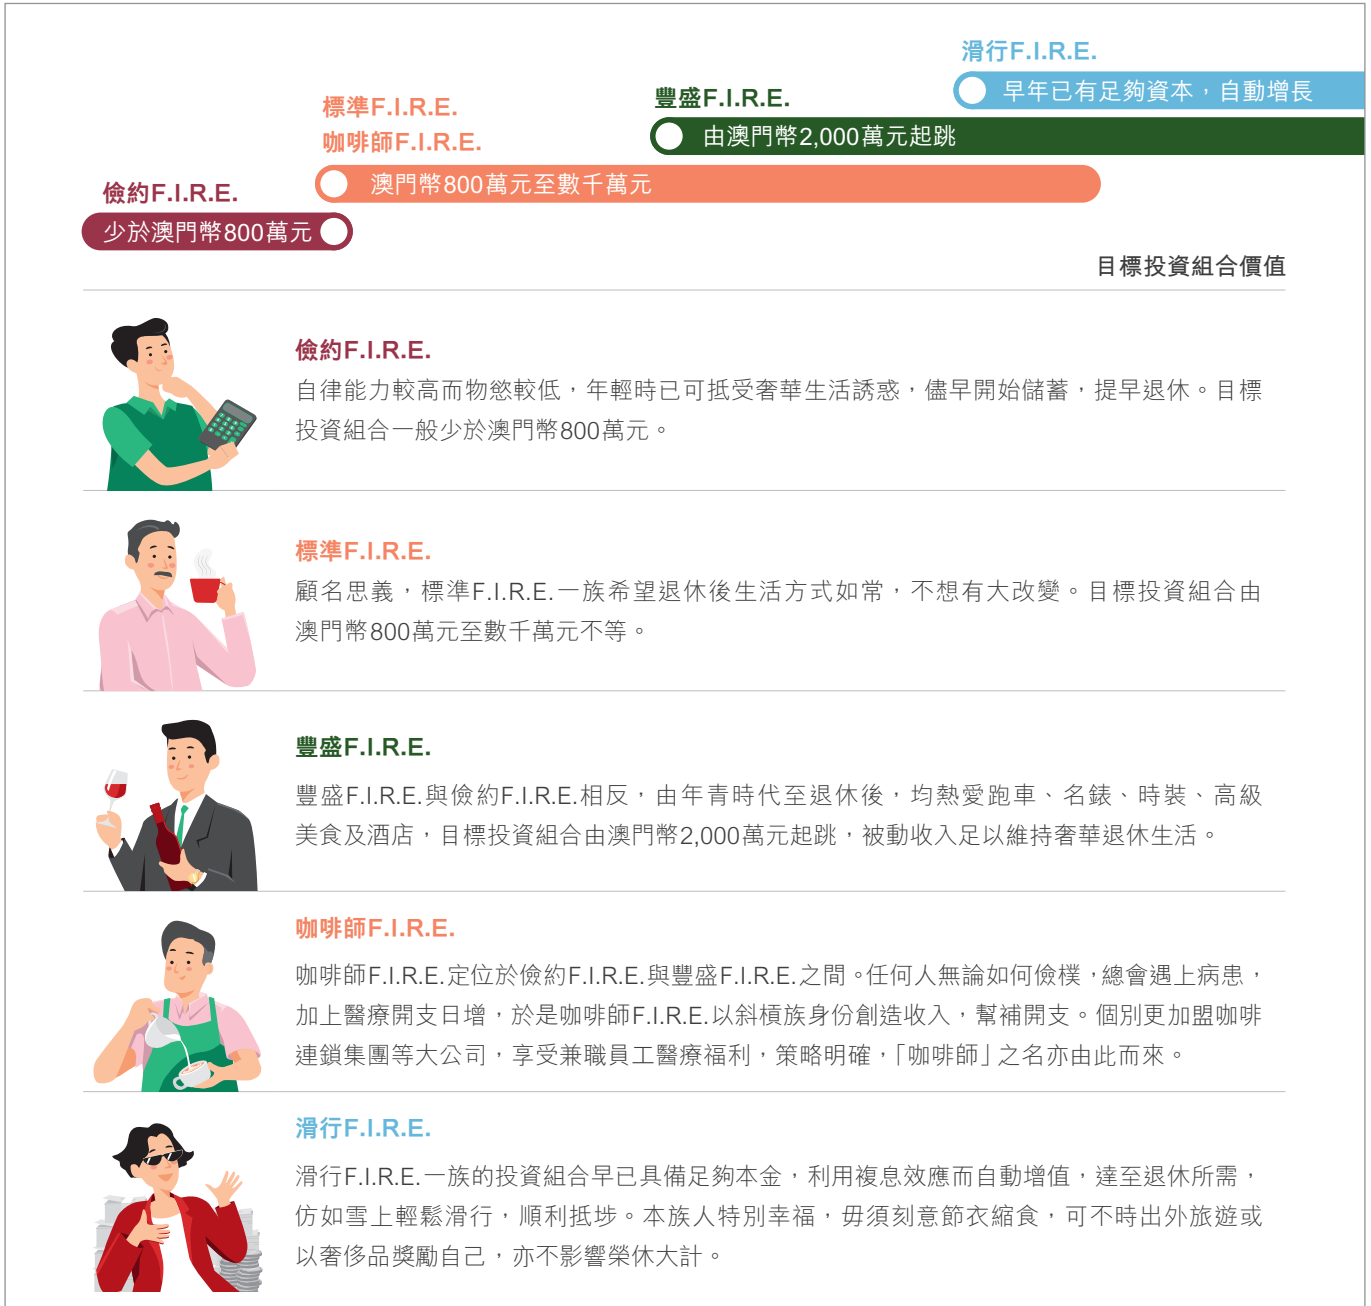 滑行F.I.R.E.
早年已有足夠資本，自動增長
豐盛F.I.R.E.
由澳門幣2,000萬元起跳
標準F.I.R.E.
咖啡師F.I.R.E.
澳門幣800萬元至數千萬元
儉約F.I.R.E.
少於澳門幣800萬元
目標投資組合價值
儉約F.I.R.E.
自律能力較高而物慾較低，年輕時已可抵受奢華生活誘惑，儘早開始儲蓄，提早退休。目標
投資組合一般少於澳門幣800萬元。
標準F.I.R.E.
顧名思義，標準F.I.R.E.一族希望退休後生活方式如常，不想有大改變。目標投資組合由
澳門幣800萬元至數千萬元不等。
豐盛F.I.R.E.
豐盛F.I.R.E.與儉約F.I.R.E.相反，由年青時代至退休後，均熱愛跑車、名錶、時裝、高級
美食及酒店，目標投資組合由澳門幣2,000萬元起跳，被動收入足以維持奢華退休生活。
咖啡師F.I.R.E.
咖啡師F.I.R.E.定位於儉約F.I.R.E.與豐盛F.I.R.E.之間。任何人無論如何儉樸，總會遇上病患，
加上醫療開支日增，於是咖啡師F.I.R.E.以斜槓族身份創造收入，幫補開支。個別更加盟咖啡
連鎖集團等大公司，享受兼職員工醫療福利，策略明確，「咖啡師」之名亦由此而來。
滑行F.I.R.E.
滑行F.I.R.E.一族的投資組合早已具備足夠本金，利用複息效應而自動增值，達至退休所需，
仿如雪上輕鬆滑行，順利抵埗。本族人特別幸福，毋須刻意節衣縮食，可不時出外旅遊或
以奢侈品獎勵自己，亦不影響榮休大計。